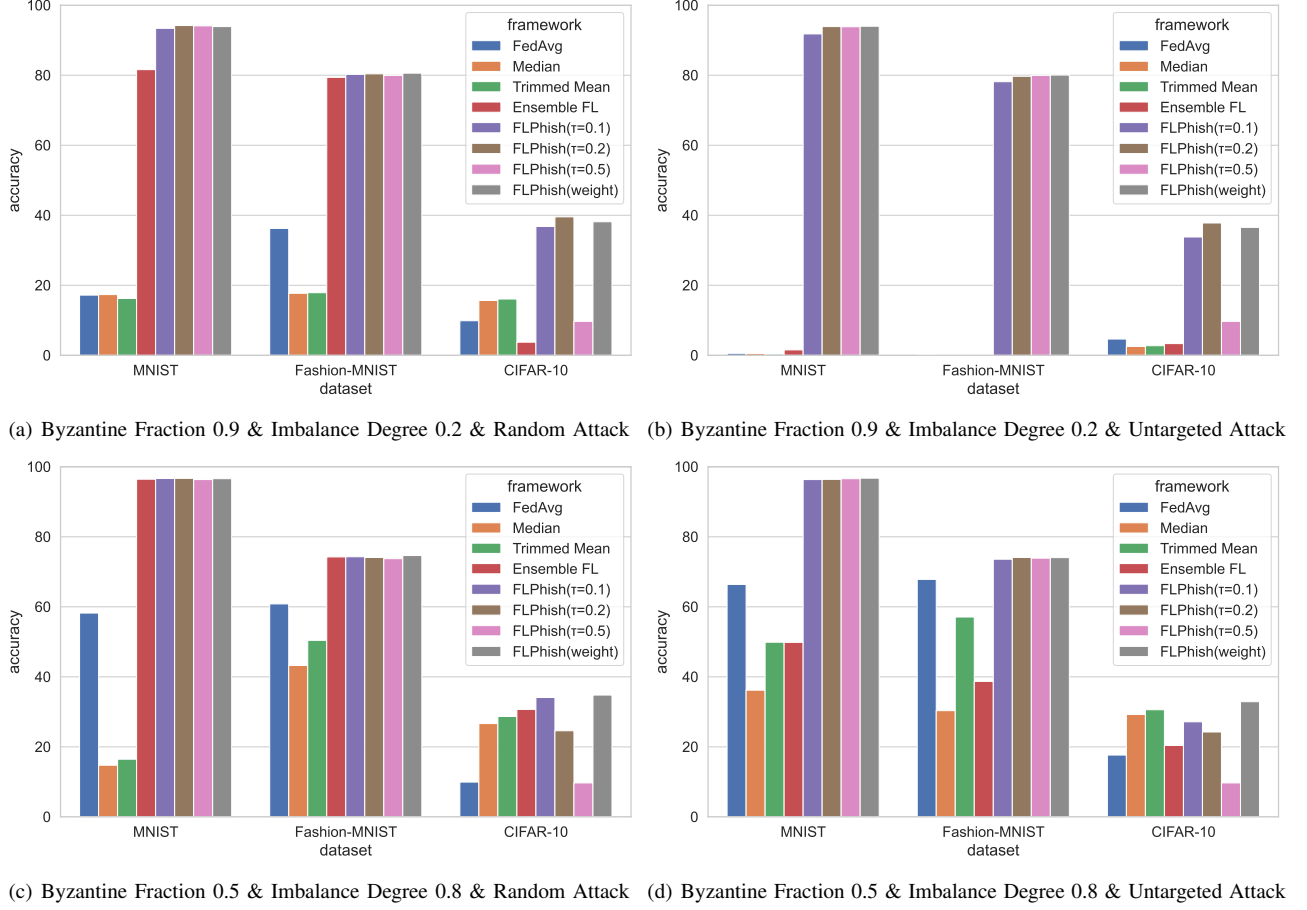 100
80
60
40
20
0
accuracy
framework
FedAvg
Median
Trimmed Mean
Ensemble FL
FLPhish(τ=0.1)
FLPhish(τ=0.2)
FLPhish(τ=0.5)
FLPhish(weight)
MNIST Fashion-MNIST CIFAR-10
dataset
(a) Byzantine Fraction 0.9 & Imbalance Degree 0.2 & Random Attack
100
80
60
40
20
0
accuracy
framework
FedAvg
Median
Trimmed Mean
Ensemble FL
FLPhish(τ=0.1)
FLPhish(τ=0.2)
FLPhish(τ=0.5)
FLPhish(weight)
MNIST Fashion-MNIST CIFAR-10
dataset
(b) Byzantine Fraction 0.9 & Imbalance Degree 0.2 & Untargeted Attack
100
80
60
40
20
0
accuracy
framework
FedAvg
Median
Trimmed Mean
Ensemble FL
FLPhish(τ=0.1)
FLPhish(τ=0.2)
FLPhish(τ=0.5)
FLPhish(weight)
MNIST Fashion-MNIST CIFAR-10
dataset
(c) Byzantine Fraction 0.5 & Imbalance Degree 0.8 & Random Attack
100
80
60
40
20
0
accuracy
framework
FedAvg
Median
Trimmed Mean
Ensemble FL
FLPhish(τ=0.1)
FLPhish(τ=0.2)
FLPhish(τ=0.5)
FLPhish(weight)
MNIST Fashion-MNIST CIFAR-10
dataset
(d) Byzantine Fraction 0.5 & Imbalance Degree 0.8 & Untargeted Attack